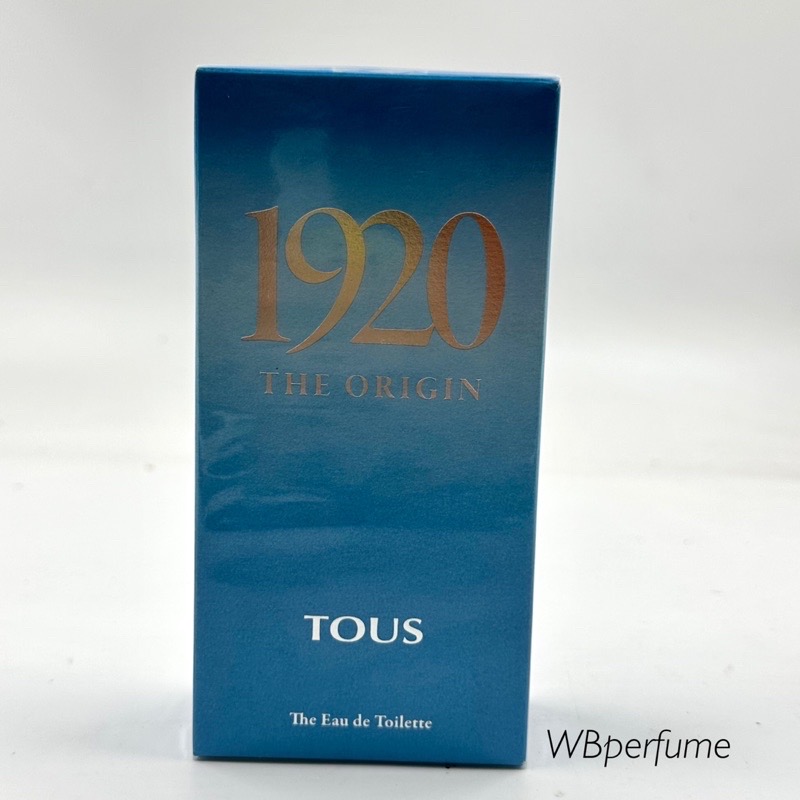 1920
THE ORIGIN
TOUS
The Eau de Toilette
WBperfume